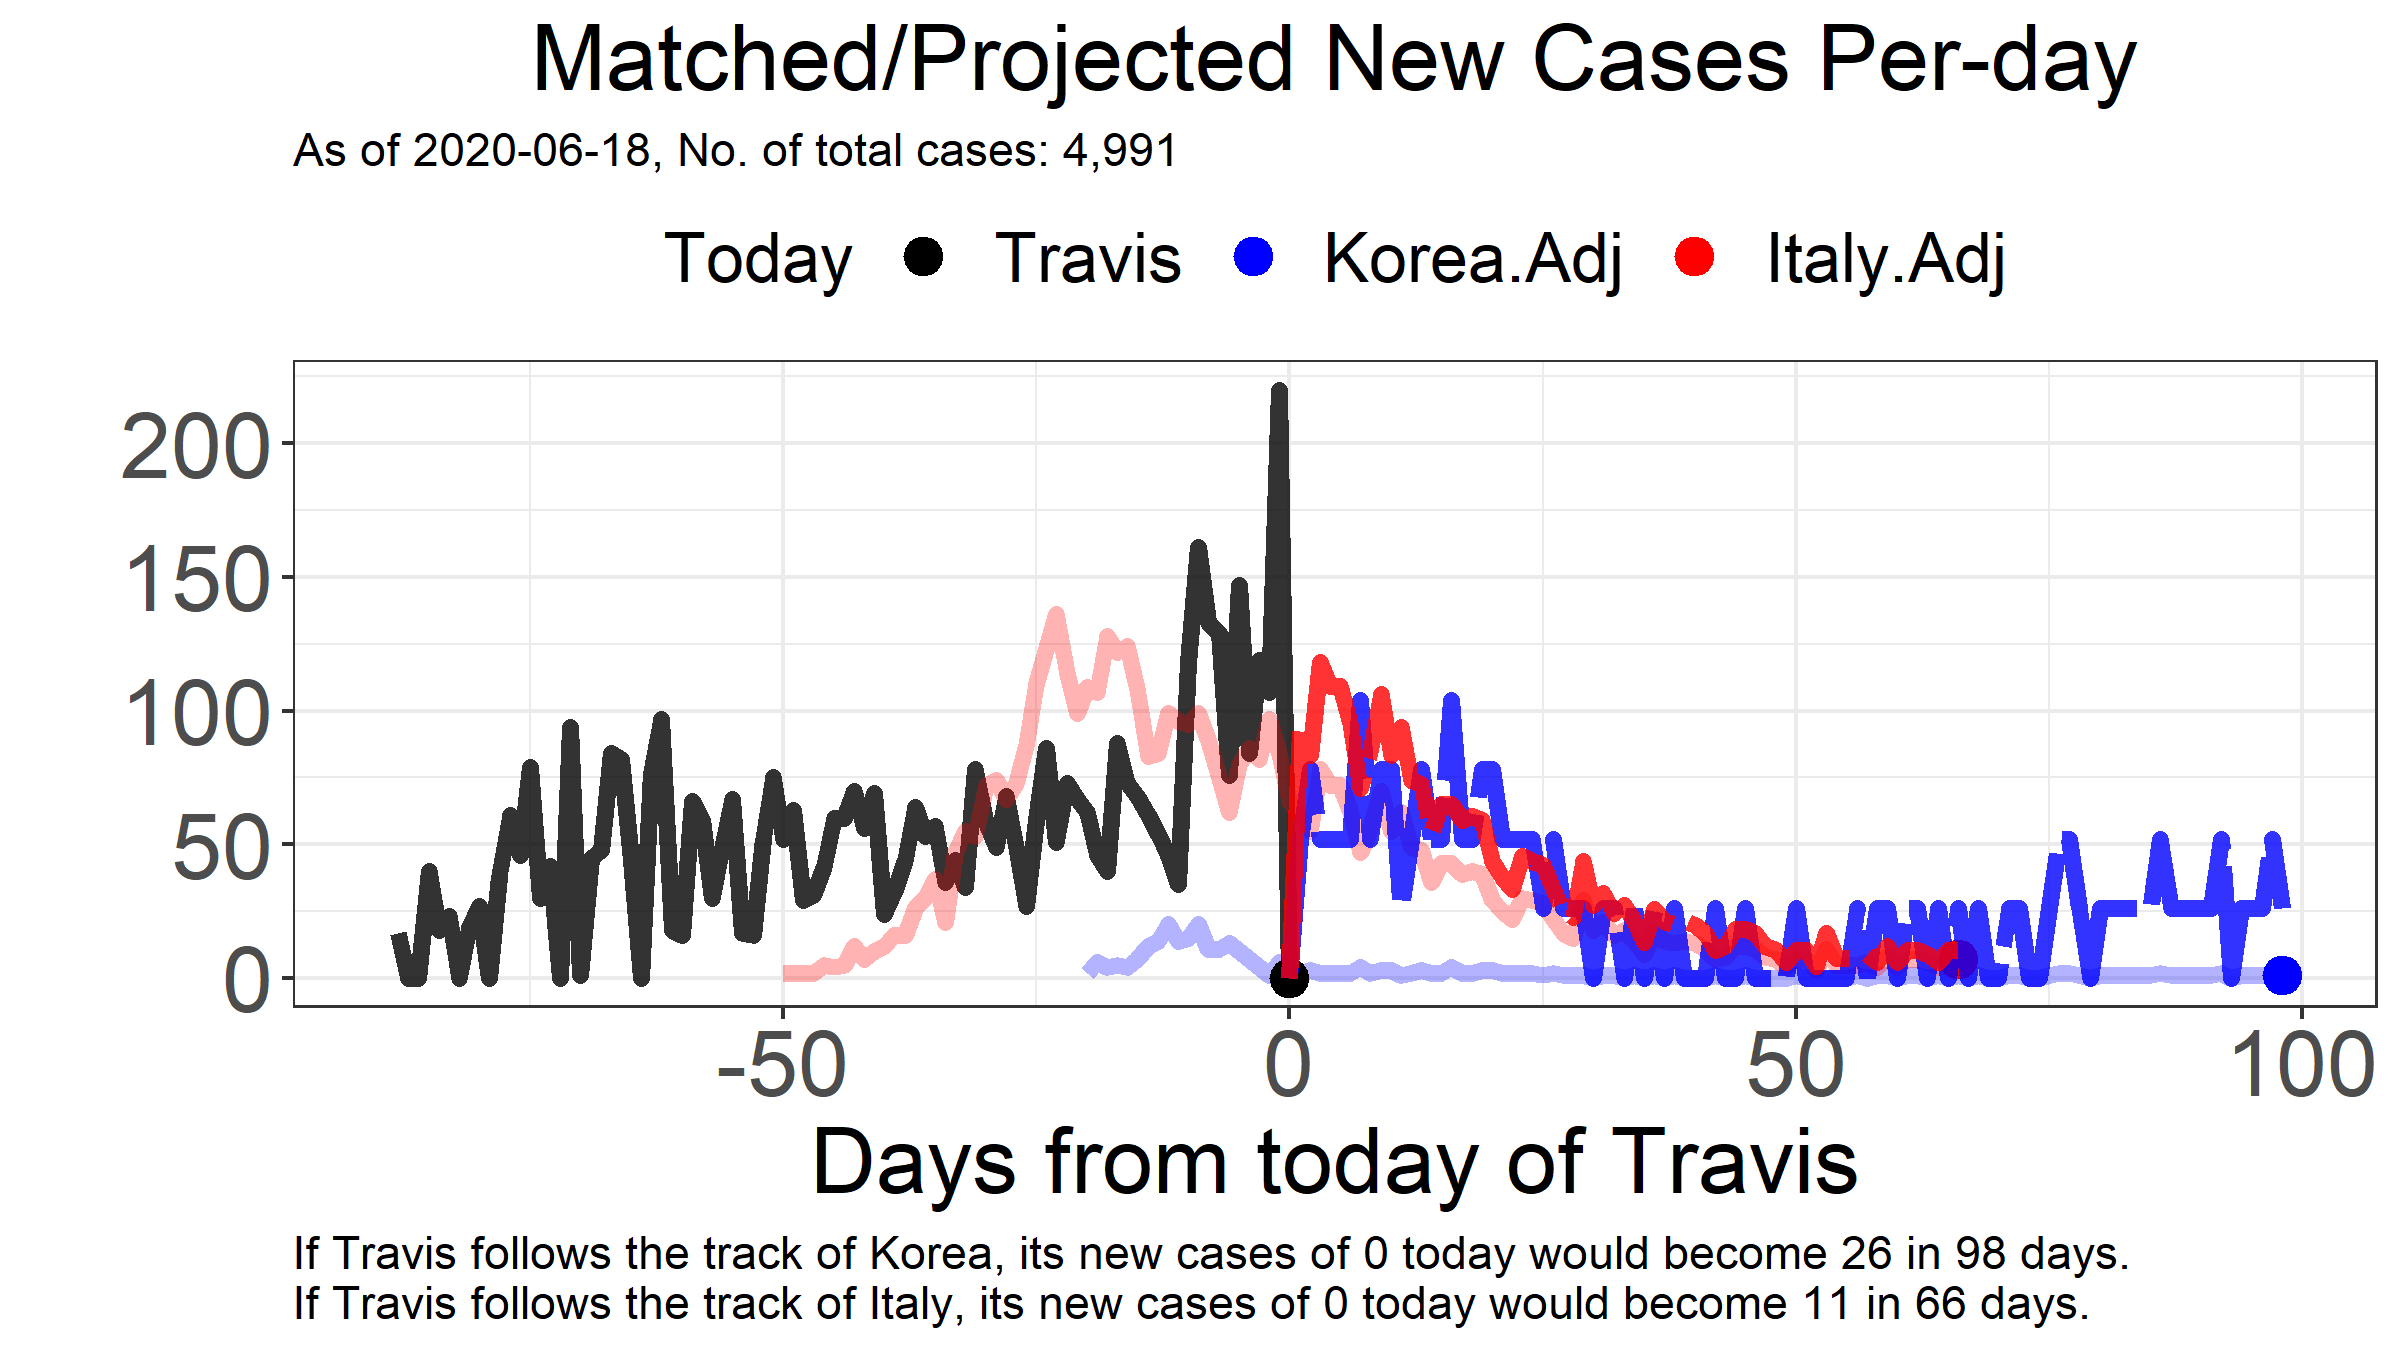 Matched/Projected New Cases Per-day
As of 2020-06-18, No. of total cases: 4,991
Today Travis Korea.Adj Italy.Adj
200
150
100
50
0
-50 0 50 100
Days from today of Travis
If Travis follows the track of Korea, its new cases of 0 today would become 26 in 98 days.
If Travis follows the track of Italy, its new cases of 0 today would become 11 in 66 days.